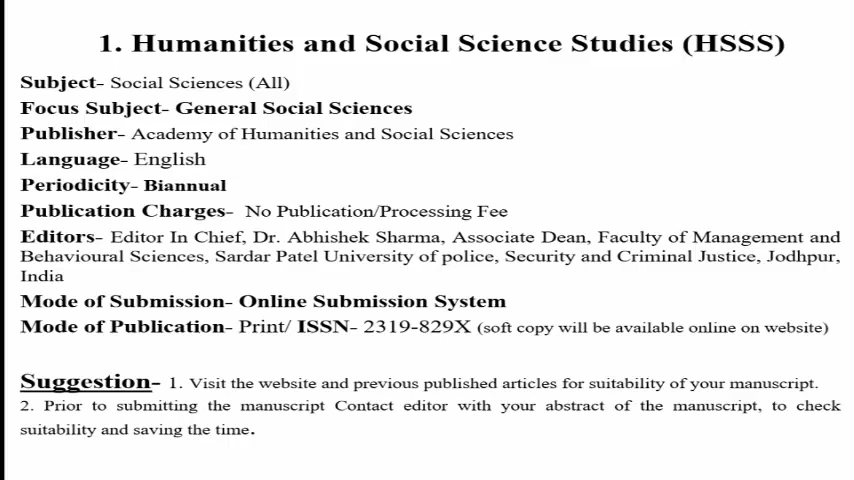 1. Humanities and Social Science Studies (HSSS)
Subject- Social Sciences (All)
Focus Subject- General Social Sciences
Publisher- Academy of Humanities and Social Sciences
Language- English
Periodicity- Biannual
Publication Charges- No Publication/Processing Fee
Editors- Editor In Chief, Dr. Abhishek Sharma, Associate Dean, Faculty of Management and
Behavioural Sciences, Sardar Patel University of police, Security and Criminal Justice, Jodhpur,
India
Mode of Submission- Online Submission System
Mode of Publication- Print/ ISSN- 2319-829X (soft copy will be available online on website)
Suggestion- 1. Visit the website and previous published articles for suitability of your manuscript.
2. Prior to submitting the manuscript Contact editor with your abstract of the manuscript, to check
suitability and saving the time.